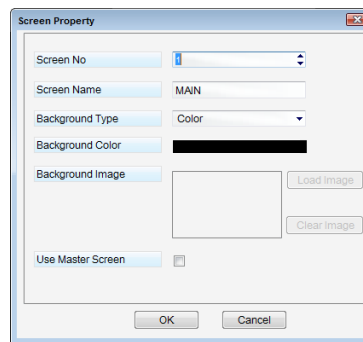 Screen Property
Screen No 1
Screen Name MAIN
Background Type Color
Background Color
Background Image
Load Image
Clear Image
Use Master Screen
OK Cancel